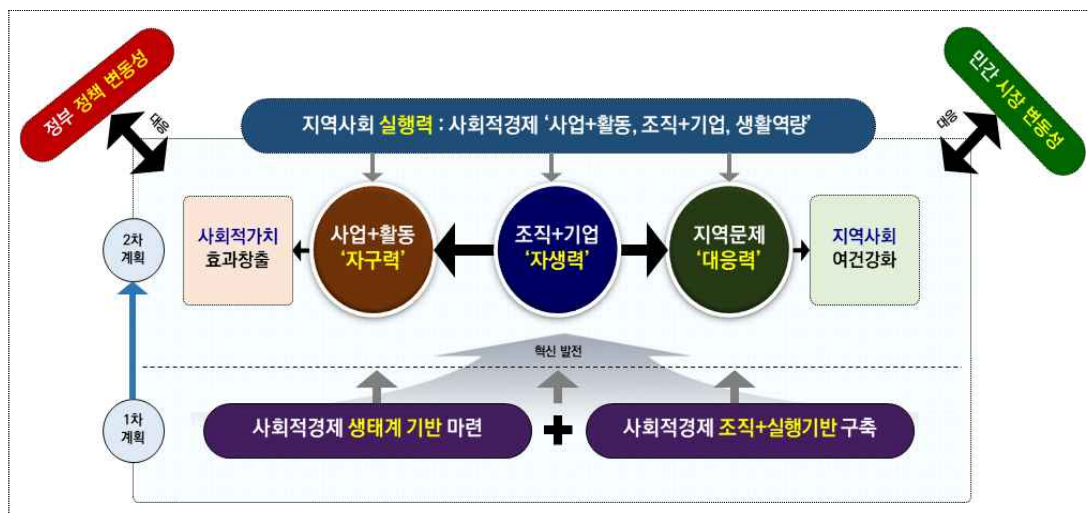 정부 정책 변동성
대응
민간 시장 변동성
대응
지역사회 실행력 : 사회적경제 ‘사업+활동, 조직+기업, 생활역량’
2차
계획
사회적가치
효과창출
사업+활동
‘자구력’
조직+기업
‘자생력’
지역문제
‘대응력’
지역사회
여건강화
혁신 발전
1차
계획
사회적경제 생태계 기반 마련
+
사회적경제 조직+실행기반 구축